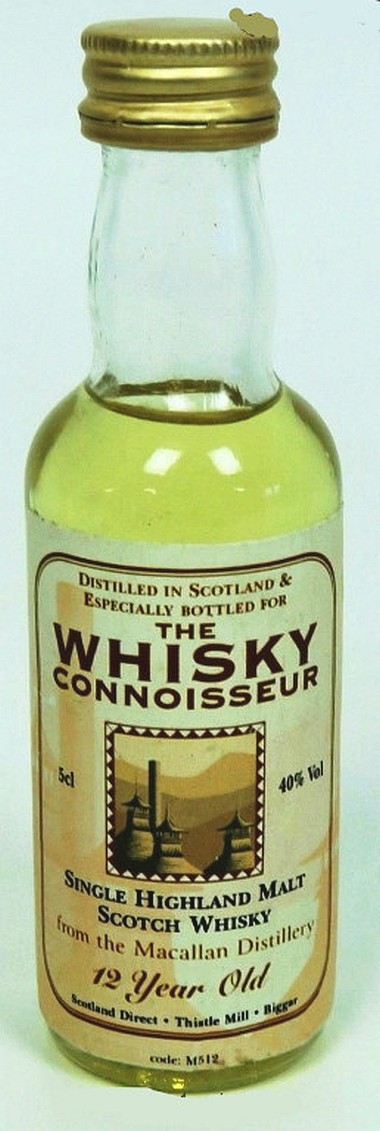 DISTILLED IN SCOTLAND &
ESPECIALLY BOTTLED FOR
THE
WHISKY
CONNOISSEUR
5cl
40% Vol
SINGLE HIGHLAND MALT
SCOTCH WHISKY
from the Macallan Distillery
12 Year Old
Scotland Direct • Thistle Mill • Biggar
code: M512